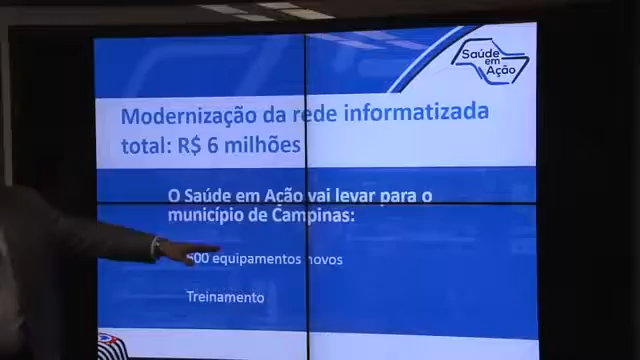 Saúde
em
Ação
Modernização da rede informatizada
total: R$ 6 milhões
O Saúde em Ação vai levar para o
município de Campinas:
equipamentos novos
Treinamento